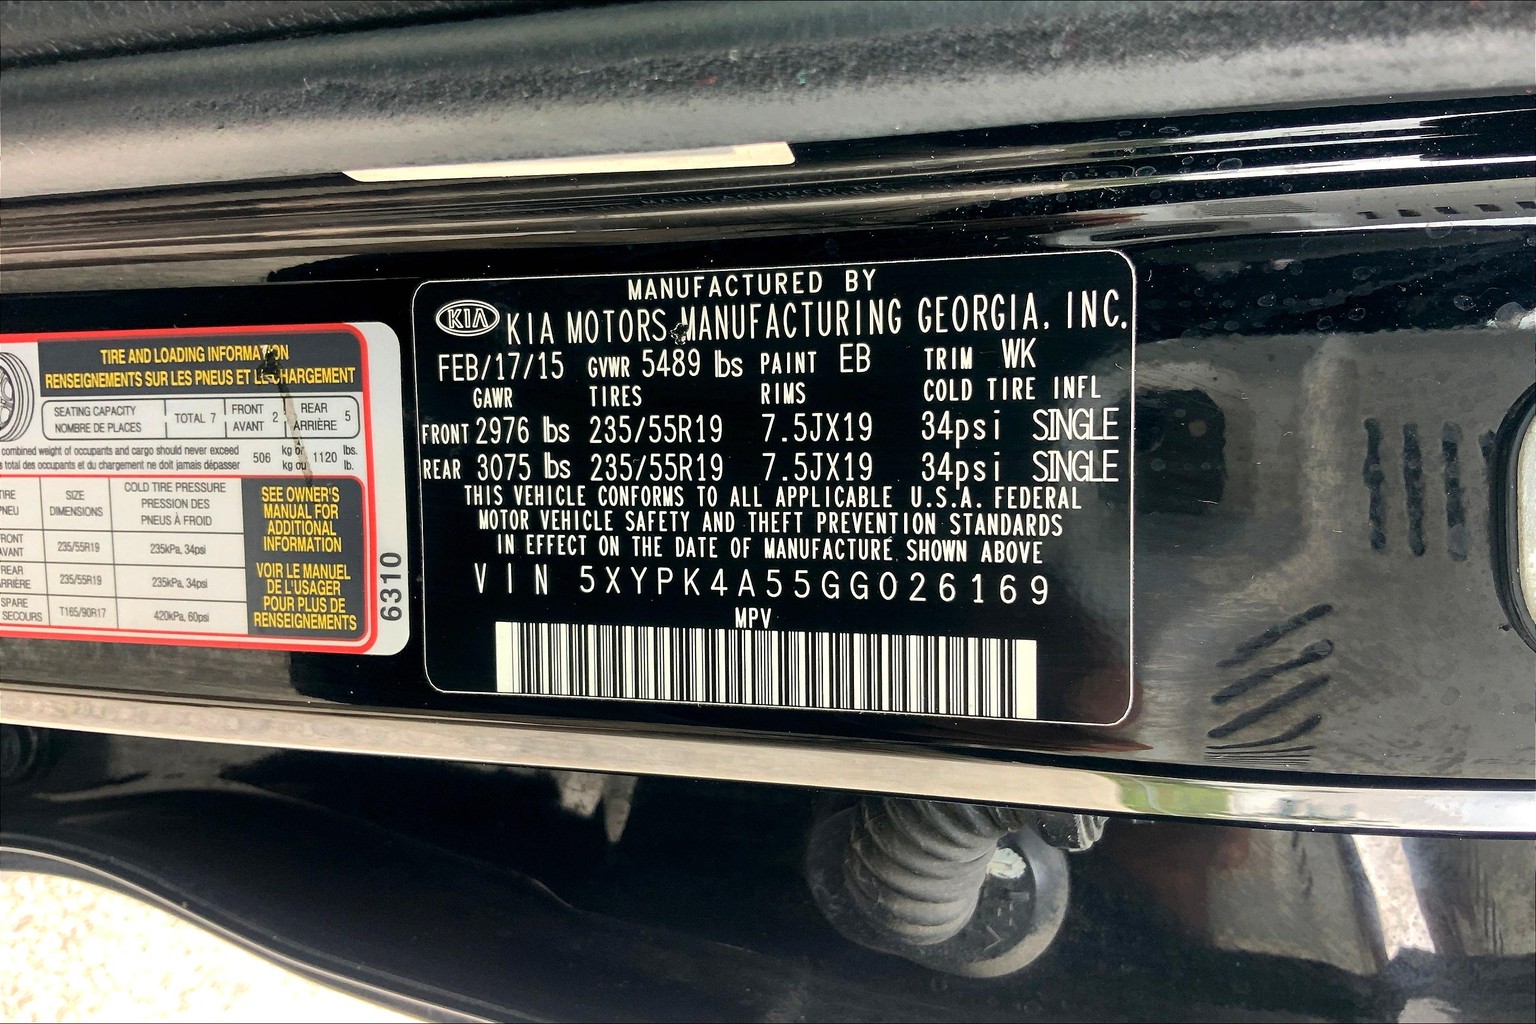 MANUFACTURED BY
KIA KIA MOTORS MANUFACTURING GEORGIA, INC.
FEB/17/15 GVWR 5489 lbs PAINT EB TRIM WK
GAWR TIRES RIMS COLD TIRE INFL
FRONT 2976 lbs 235/55R19 7.5JX19 34psi SINGLE
REAR 3075 lbs 235/55R19 7.5JX19 34psi SINGLE
THIS VEHICLE CONFORMS TO ALL APPLICABLE U.S.A. FEDERAL
MOTOR VEHICLE SAFETY AND THEFT PREVENTION STANDARDS
IN EFFECT ON THE DATE OF MANUFACTURE SHOWN ABOVE
VIN 5XYPK4A55GG026169
MPV
TIRE AND LOADING INFORMATION
RENSEIGNEMENTS SUR LES PNEUS ET LE CHARGEMENT
SEATING CAPACITY
NOMBRE DE PLACES
TOTAL 7
FRONT
AVANT
2
REAR
ARRIÈRE
5
combined weight of occupants and cargo should never exceed
total des occupants et du chargement ne doit jamais dépasser
506
kg or
kg ou
1120
lbs.
lb.
SIZE
DIMENSIONS
COLD TIRE PRESSURE
PRESSION DES
PNEUS À FROID
235/55R19 235kPa, 34psi
REAR
235/55R19 235kPa, 34psi
SPARE
SECOURS
T165/90R17 420kPa, 60psi
SEE OWNER'S
MANUAL FOR
ADDITIONAL
INFORMATION
VOIR LE MANUEL
DE L'USAGER
POUR PLUS DE
RENSEIGNEMENTS
6310